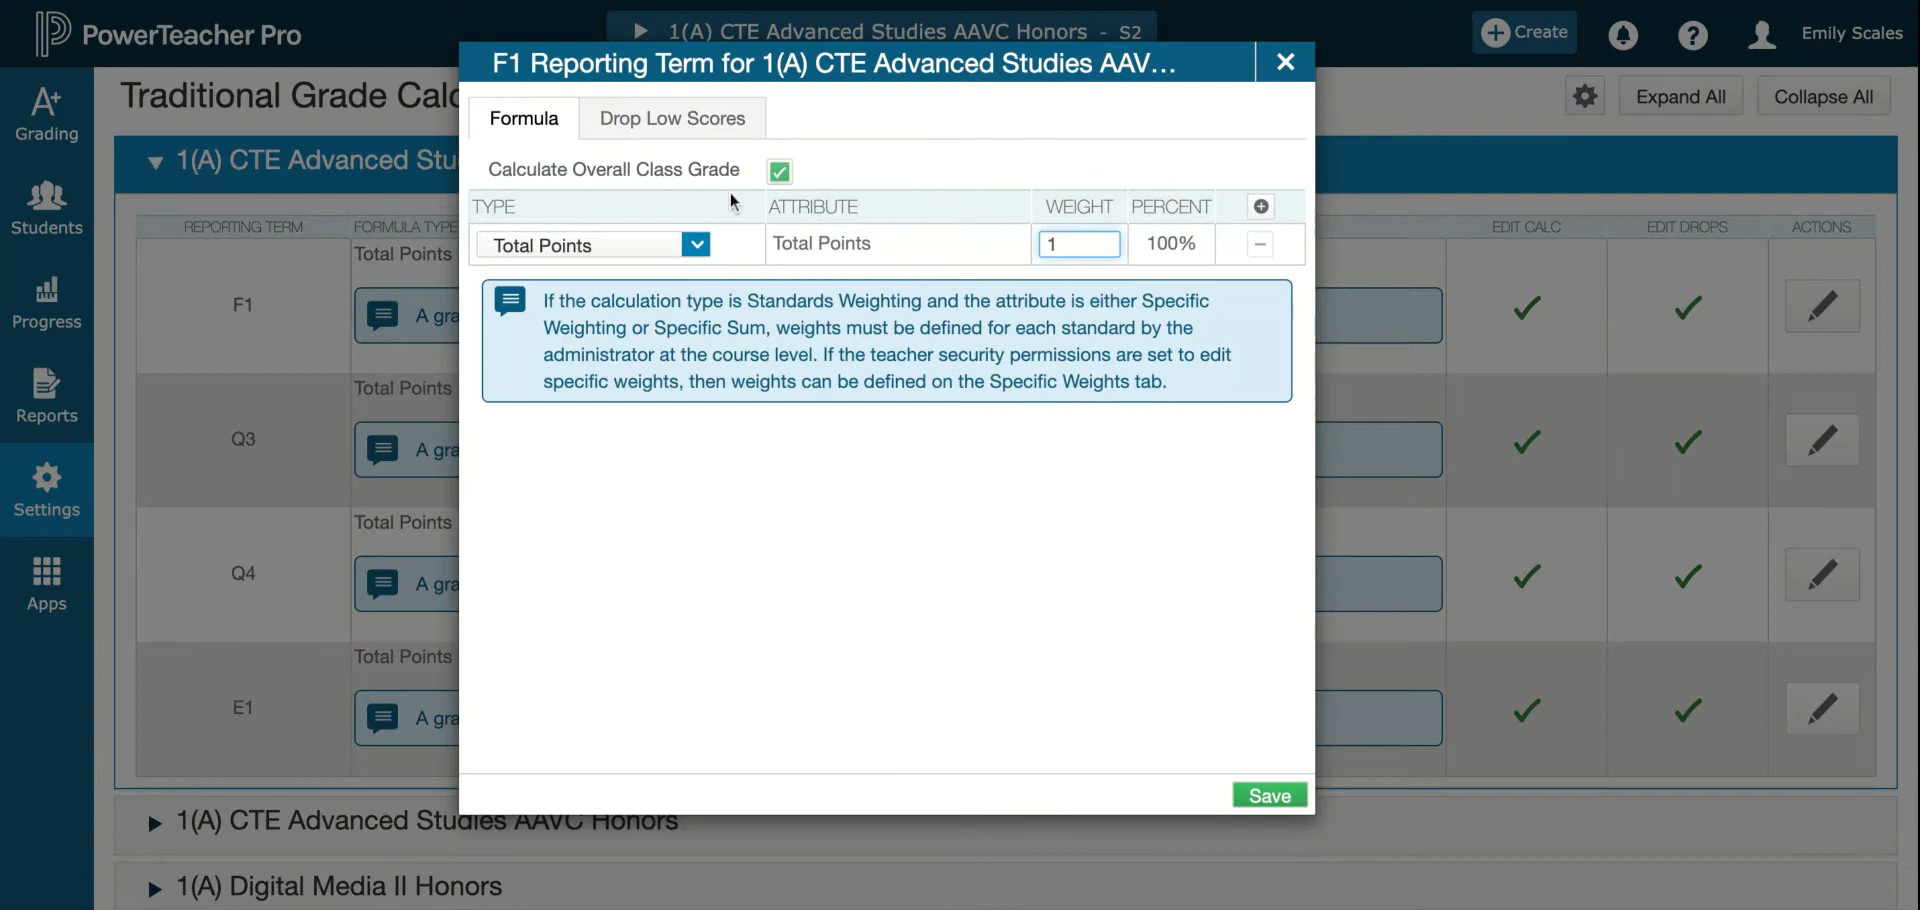 PowerTeacher Pro
1(A) CTE Advanced Studies AAVC Honors - S2
Create
Emily Scales
Grading
Students
Progress
Reports
Settings
Apps
Traditional Grade Calc
Expand All
Collapse All
1(A) CTE Advanced Stu
REPORTING TERM
FORMULA TYPE
EDIT CALC
EDIT DROPS
ACTIONS
F1
Total Points
A gra
Q3
Total Points
A gra
Q4
Total Points
A gra
E1
Total Points
A gra
1(A) CTE Advanced Studies AAVC Honors
1(A) Digital Media II Honors
F1 Reporting Term for 1(A) CTE Advanced Studies AAV...
Formula
Drop Low Scores
Calculate Overall Class Grade
TYPE
ATTRIBUTE
WEIGHT
PERCENT
Total Points
Total Points
1
100%
If the calculation type is Standards Weighting and the attribute is either Specific
Weighting or Specific Sum, weights must be defined for each standard by the
administrator at the course level. If the teacher security permissions are set to edit
specific weights, then weights can be defined on the Specific Weights tab.
Save